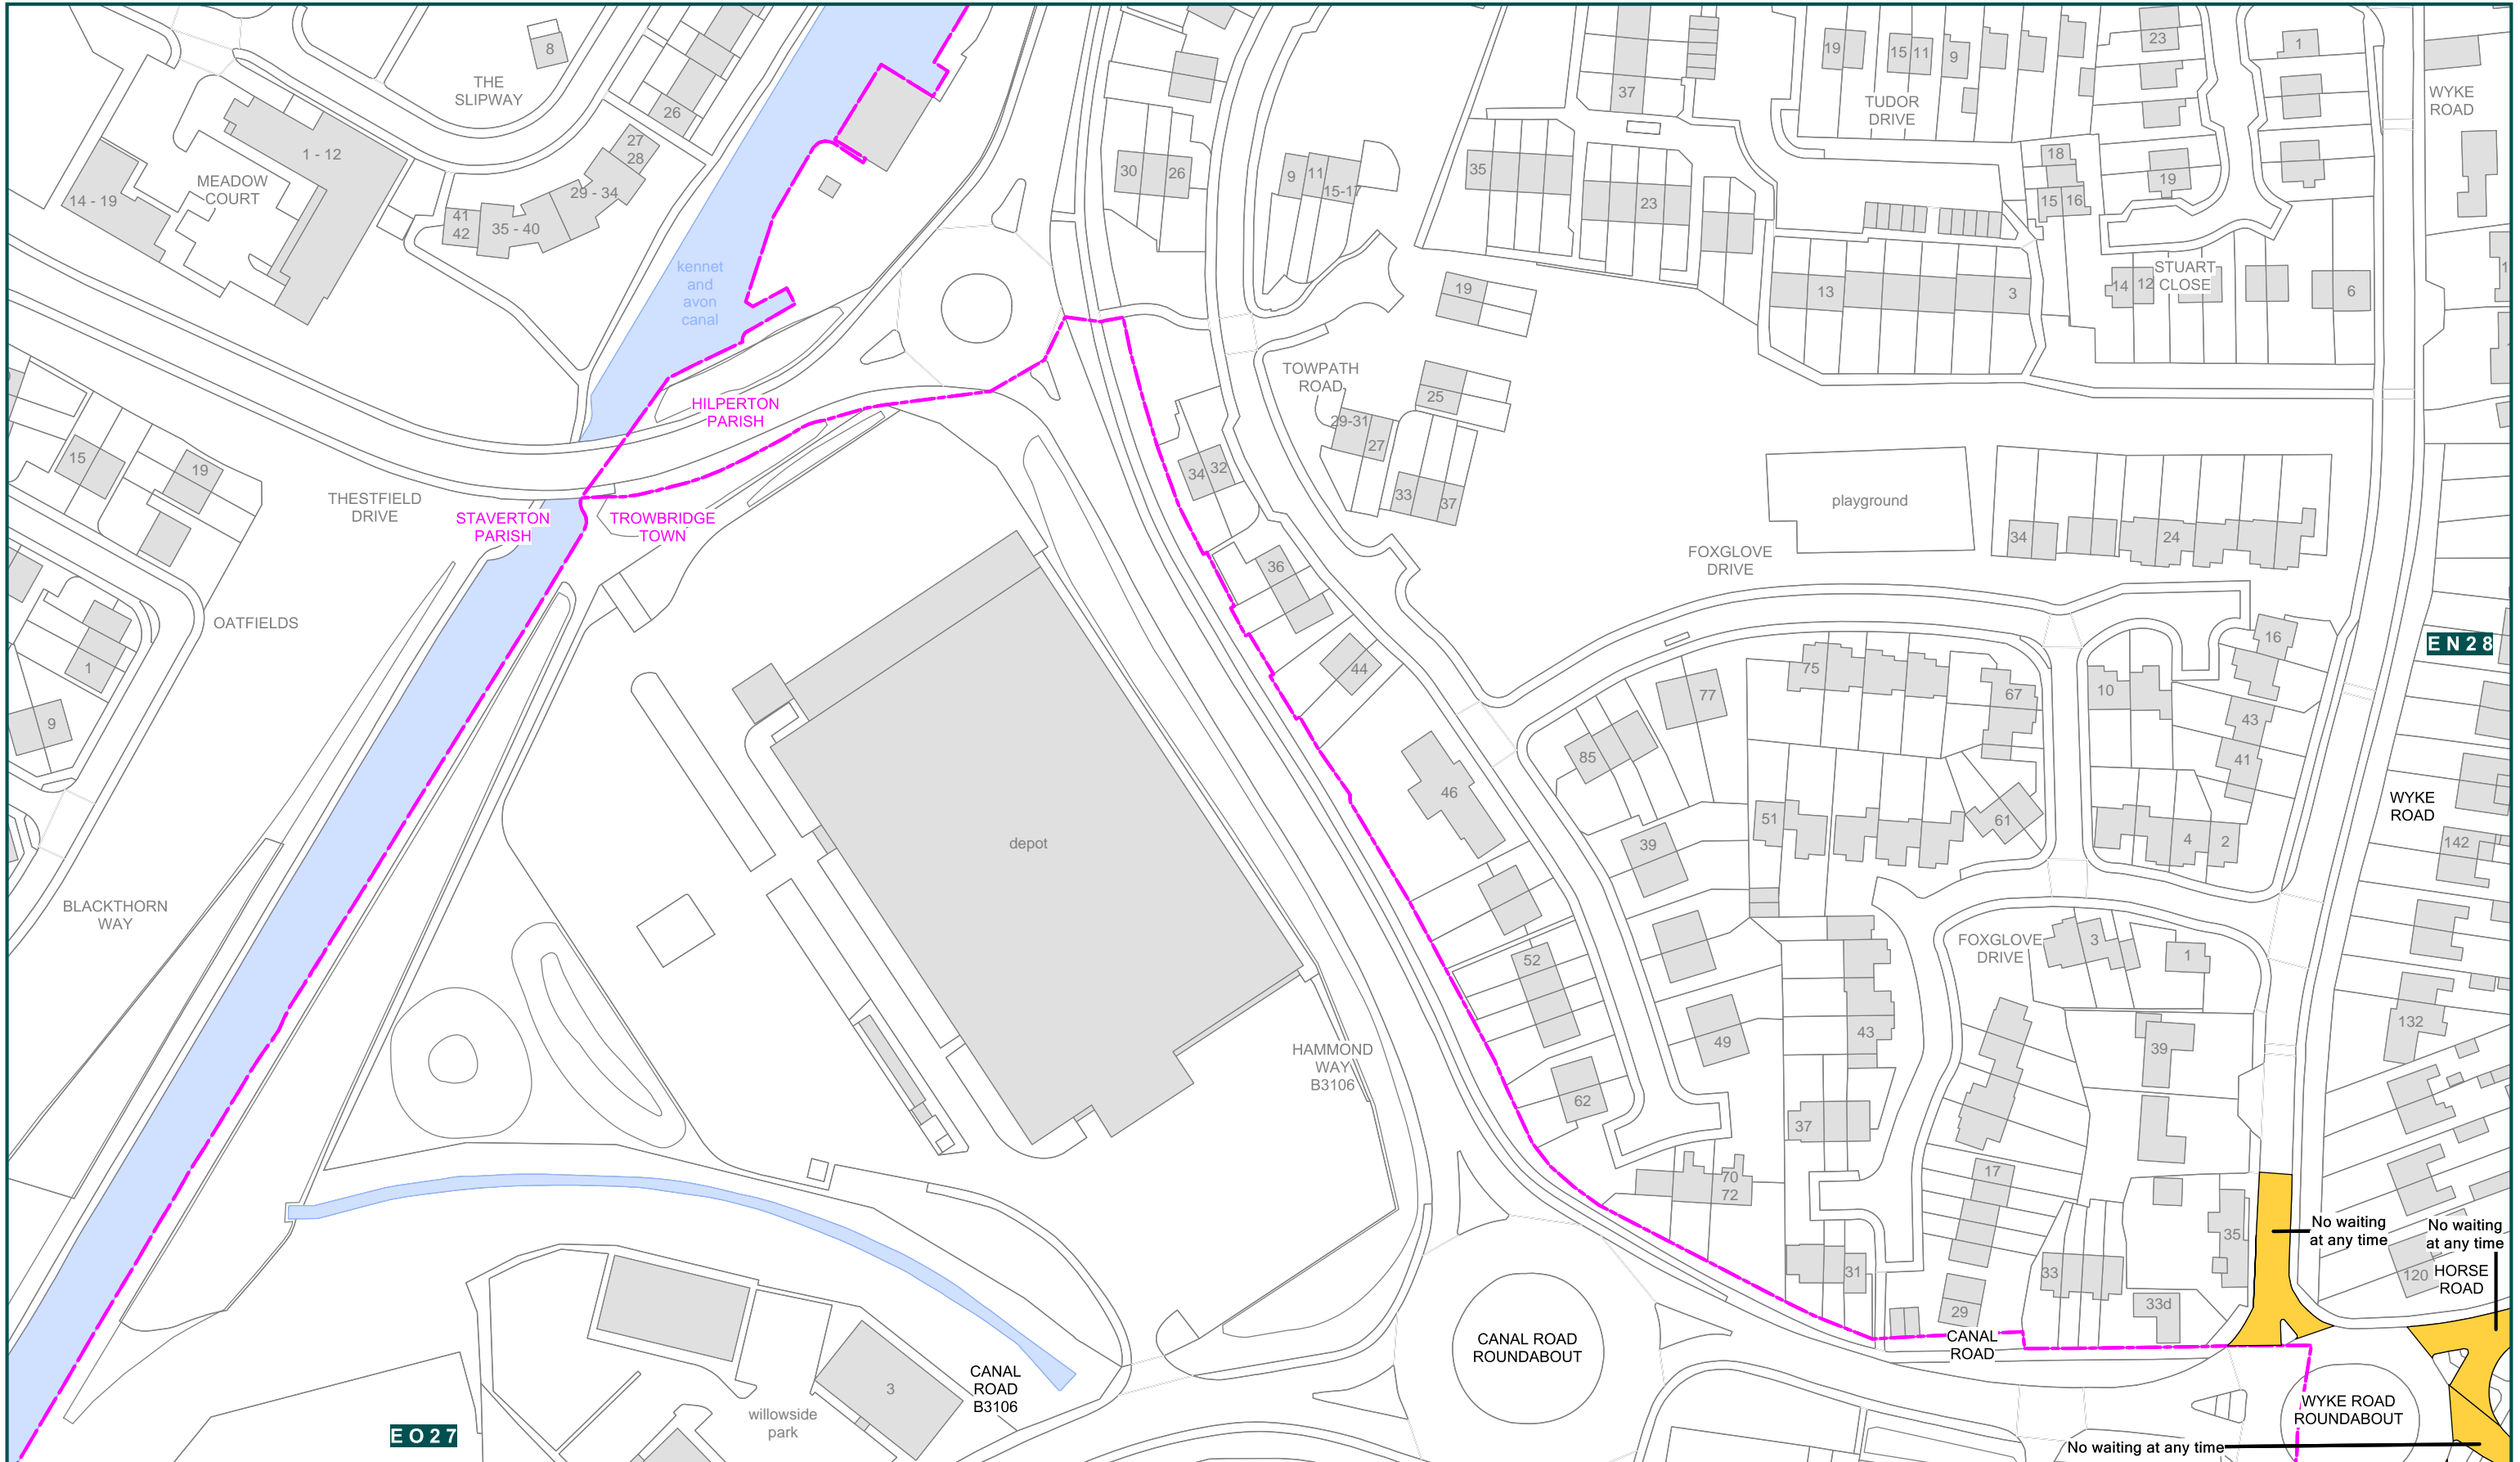 8
THE
SLIPWAY
26
27
28
29 - 34
1 - 12
MEADOW
COURT
14 - 19
41
42
35 - 40
kennet
and
avon
canal
30
26
9
11
15-17
37
35
23
19
15
11
9
TUDOR
DRIVE
23
1
WYKE
ROAD
18
15
16
19
STUART
CLOSE
14
12
6
13
3
19
TOWPATH
ROAD
25
29-31
27
33
37
34
32
HILPERTON
PARISH
15
19
THESTFIELD
DRIVE
STAVERTON
PARISH
TROWBRIDGE
TOWN
OATFIELDS
1
9
36
44
46
playground
34
24
FOXGLOVE
DRIVE
16
EN28
75
77
67
10
43
41
85
51
61
4
2
39
WYKE
ROAD
142
depot
BLACKTHORN
WAY
52
FOXGLOVE
DRIVE
3
1
132
39
43
49
HAMMOND
WAY
B3106
62
37
17
70
72
35
No waiting
at any time
No waiting
at any time
HORSE
ROAD
120
31
33
29
33d
CANAL
ROAD
CANAL ROAD
ROUNDABOUT
3
CANAL
ROAD
B3106
willowside
park
EO27
WYKE ROAD
ROUNDABOUT
No waiting at any time